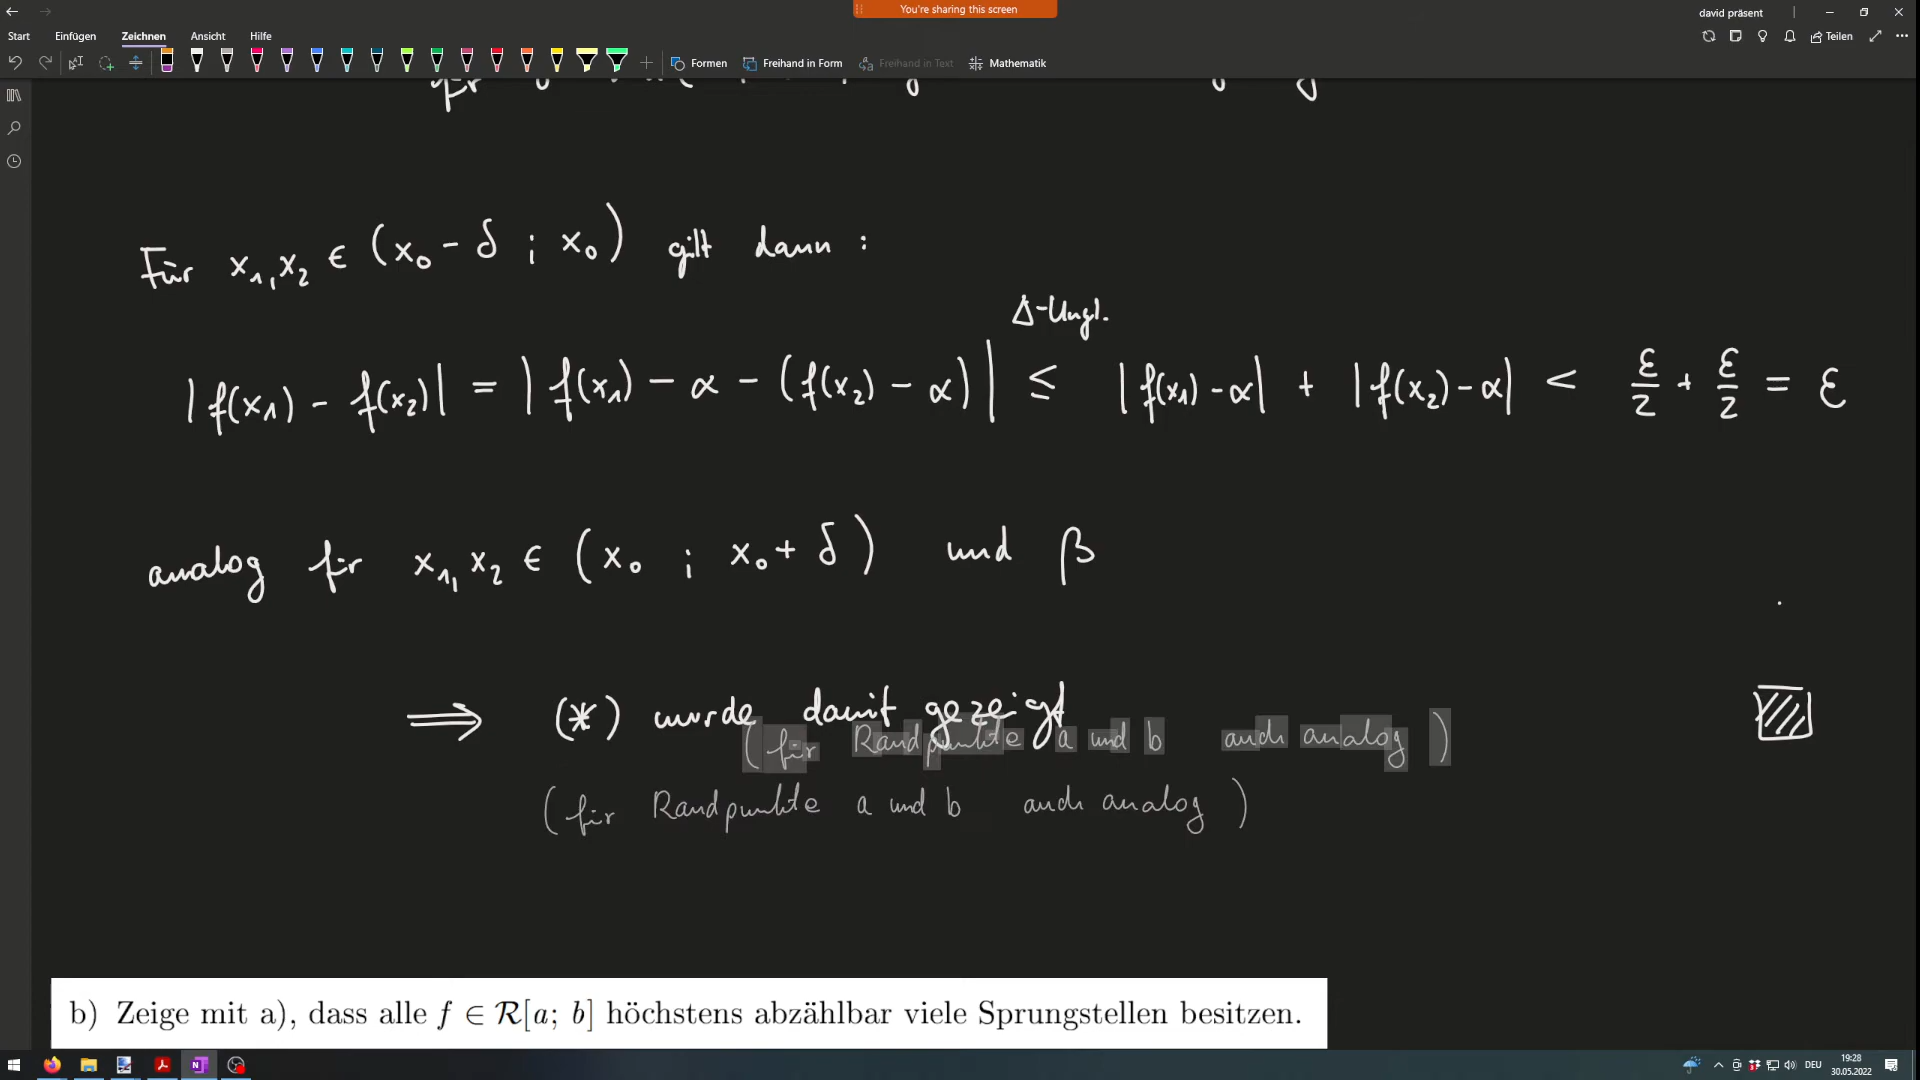 You're sharing this screen
david präsent
Start Einfügen Zeichnen Ansicht Hilfe
Teilen
Formen Freihand in Form Freihand in Text Mathematik
für
Für x₁, x₂ ∈ (x₀ - δ ; x₀) gilt dann :
Δ-Ungl.
|f(x₁) - f(x₂)| = |f(x₁) - α - (f(x₂) - α)| ≤ |f(x₁) - α| + |f(x₂) - α| < ε/2 + ε/2 = ε
analog für x₁, x₂ ∈ (x₀ ; x₀ + δ) und β
⟹ (*) wurde damit gezeigt
(für Randpunkte a und b auch analog)
(für Randpunkte a und b auch analog)
b) Zeige mit a), dass alle f ∈ ℛ[a; b] höchstens abzählbar viele Sprungstellen besitzen.
DEU
19:28
30.05.2022